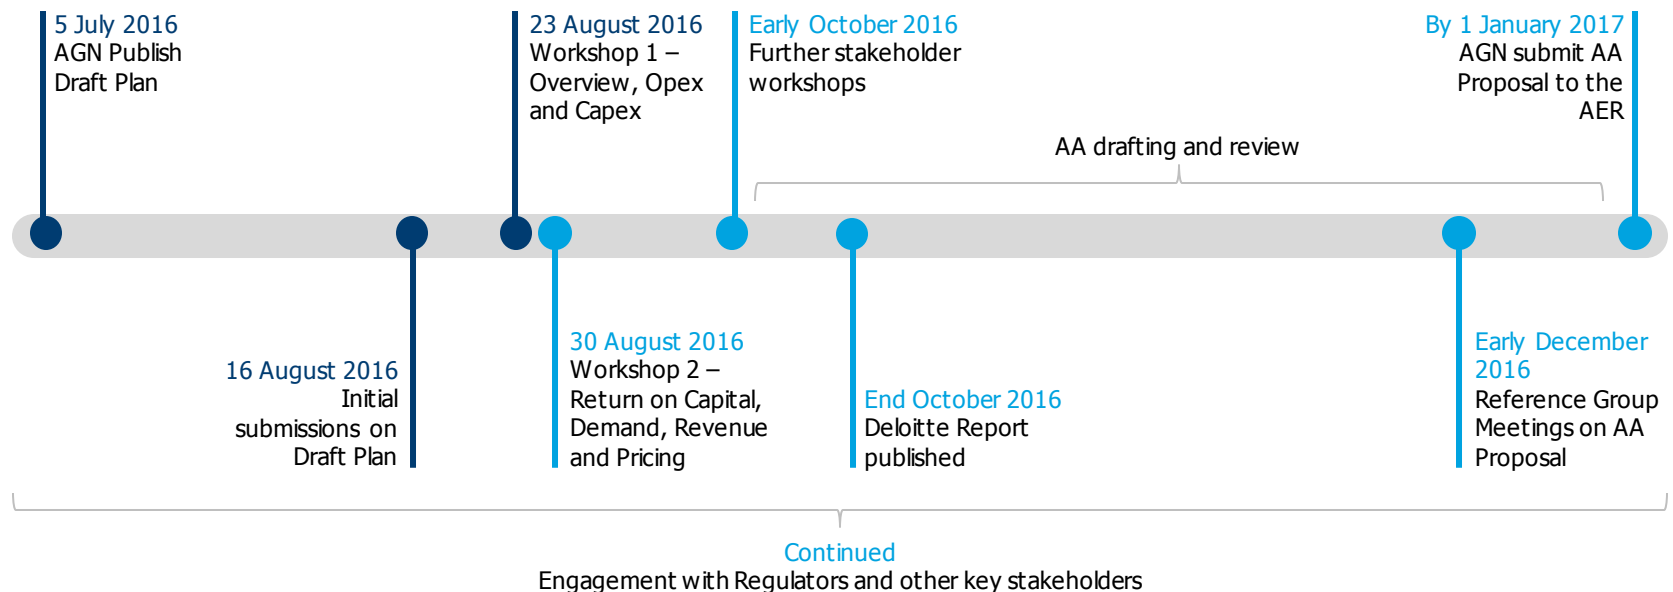 5 July 2016
AGN Publish
Draft Plan
23 August 2016
Workshop 1 –
Overview, Opex
and Capex
Early October 2016
Further stakeholder
workshops
By 1 January 2017
AGN submit AA
Proposal to the
AER
AA drafting and review
16 August 2016
Initial
submissions on
Draft Plan
30 August 2016
Workshop 2 –
Return on Capital,
Demand, Revenue
and Pricing
End October 2016
Deloitte Report
published
Early December
2016
Reference Group
Meetings on AA
Proposal
Continued
Engagement with Regulators and other key stakeholders